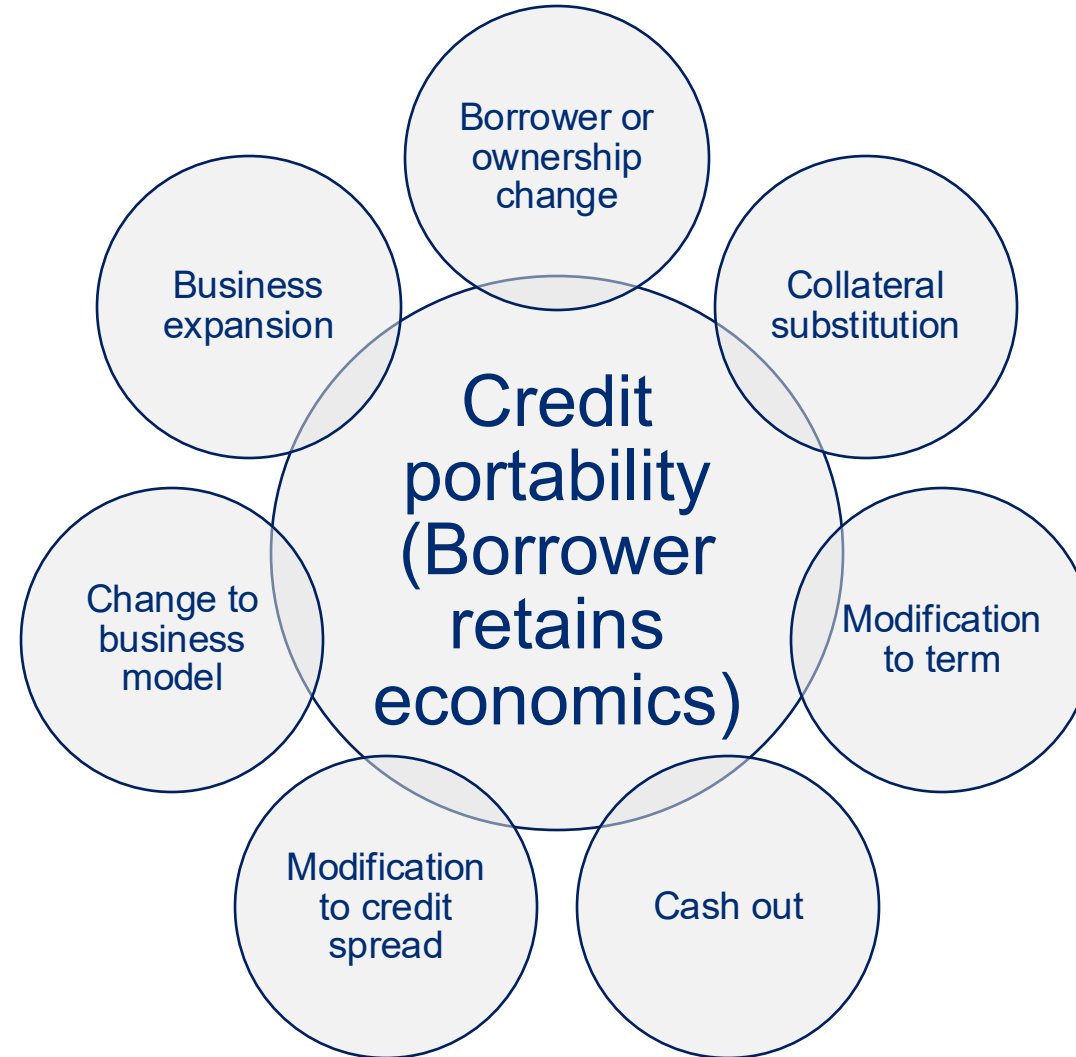 Borrower or
ownership
change
Collateral
substitution
Modification
to term
Cash out
Modification
to credit
spread
Change to
business
model
Business
expansion
Credit
portability
(Borrower
retains
economics)